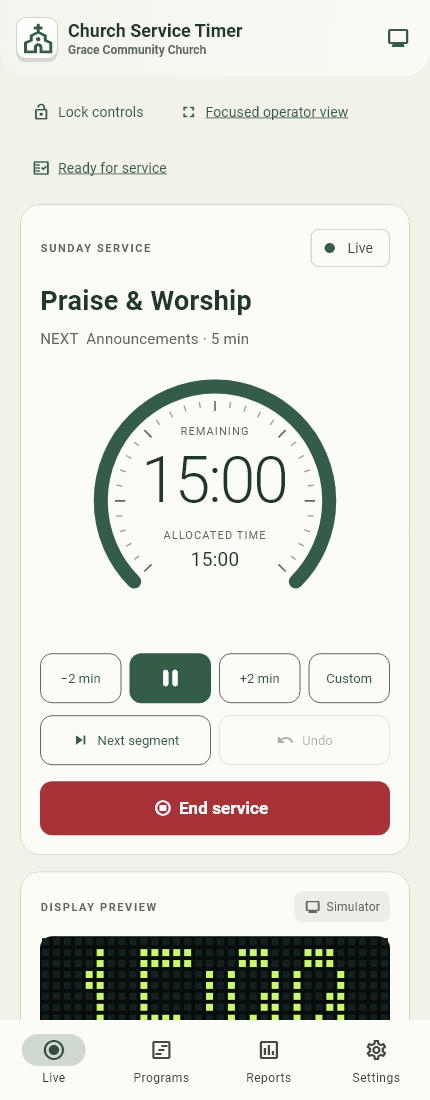 Church Service Timer
Grace Community Church
Lock controls
Focused operator view
Ready for service
SUNDAY SERVICE
Live
Praise & Worship
NEXT Announcements · 5 min
REMAINING
15:00
ALLOCATED TIME
15:00
−2 min
+2 min
Custom
Next segment
Undo
End service
DISPLAY PREVIEW
Simulator
15:00
Live
Programs
Reports
Settings